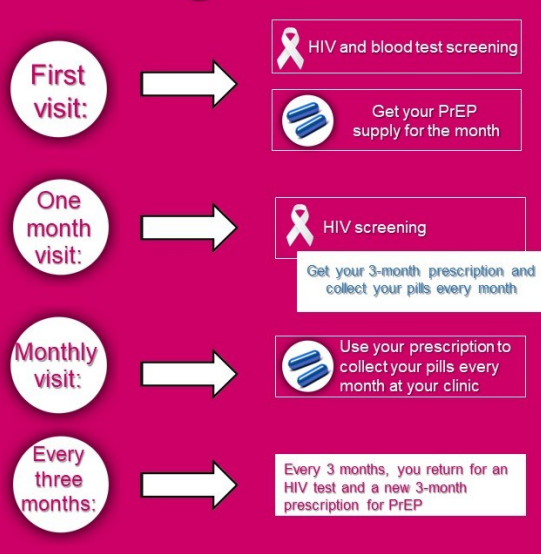 First
visit:
HIV and blood test screening
Get your PrEP
supply for the month
One
month
visit:
HIV screening
Get your 3-month prescription and
collect your pills every month
Monthly
visit:
Use your prescription to
collect your pills every
month at your clinic
Every
three
months:
Every 3 months, you return for an
HIV test and a new 3-month
prescription for PrEP